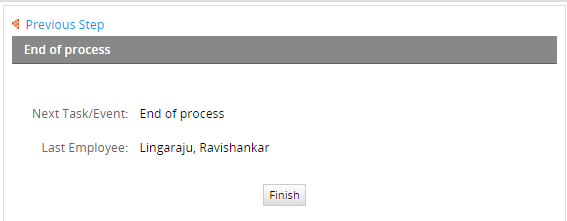 Previous Step
End of process
Next Task/Event: End of process
Last Employee: Lingaraju, Ravishankar
Finish